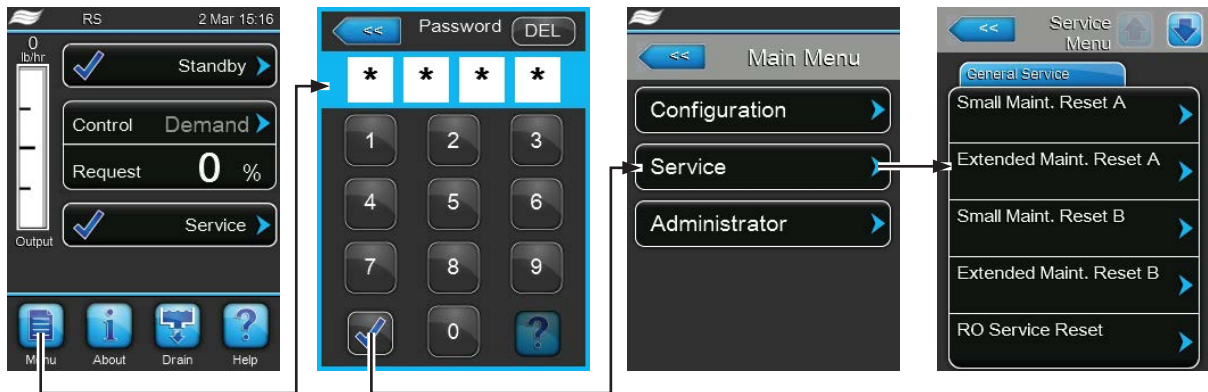 RS 2 Mar 15:16
0
lb/hr
Standby
Control Demand
Request 0 %
Service
Output
Menu About Drain Help
<< Password DEL
* * * *
1 2 3
4 5 6
7 8 9
0 ?
<< Main Menu
Configuration
Service
Administrator
<< Service
Menu
General Service
Small Maint. Reset A
Extended Maint. Reset A
Small Maint. Reset B
Extended Maint. Reset B
RO Service Reset